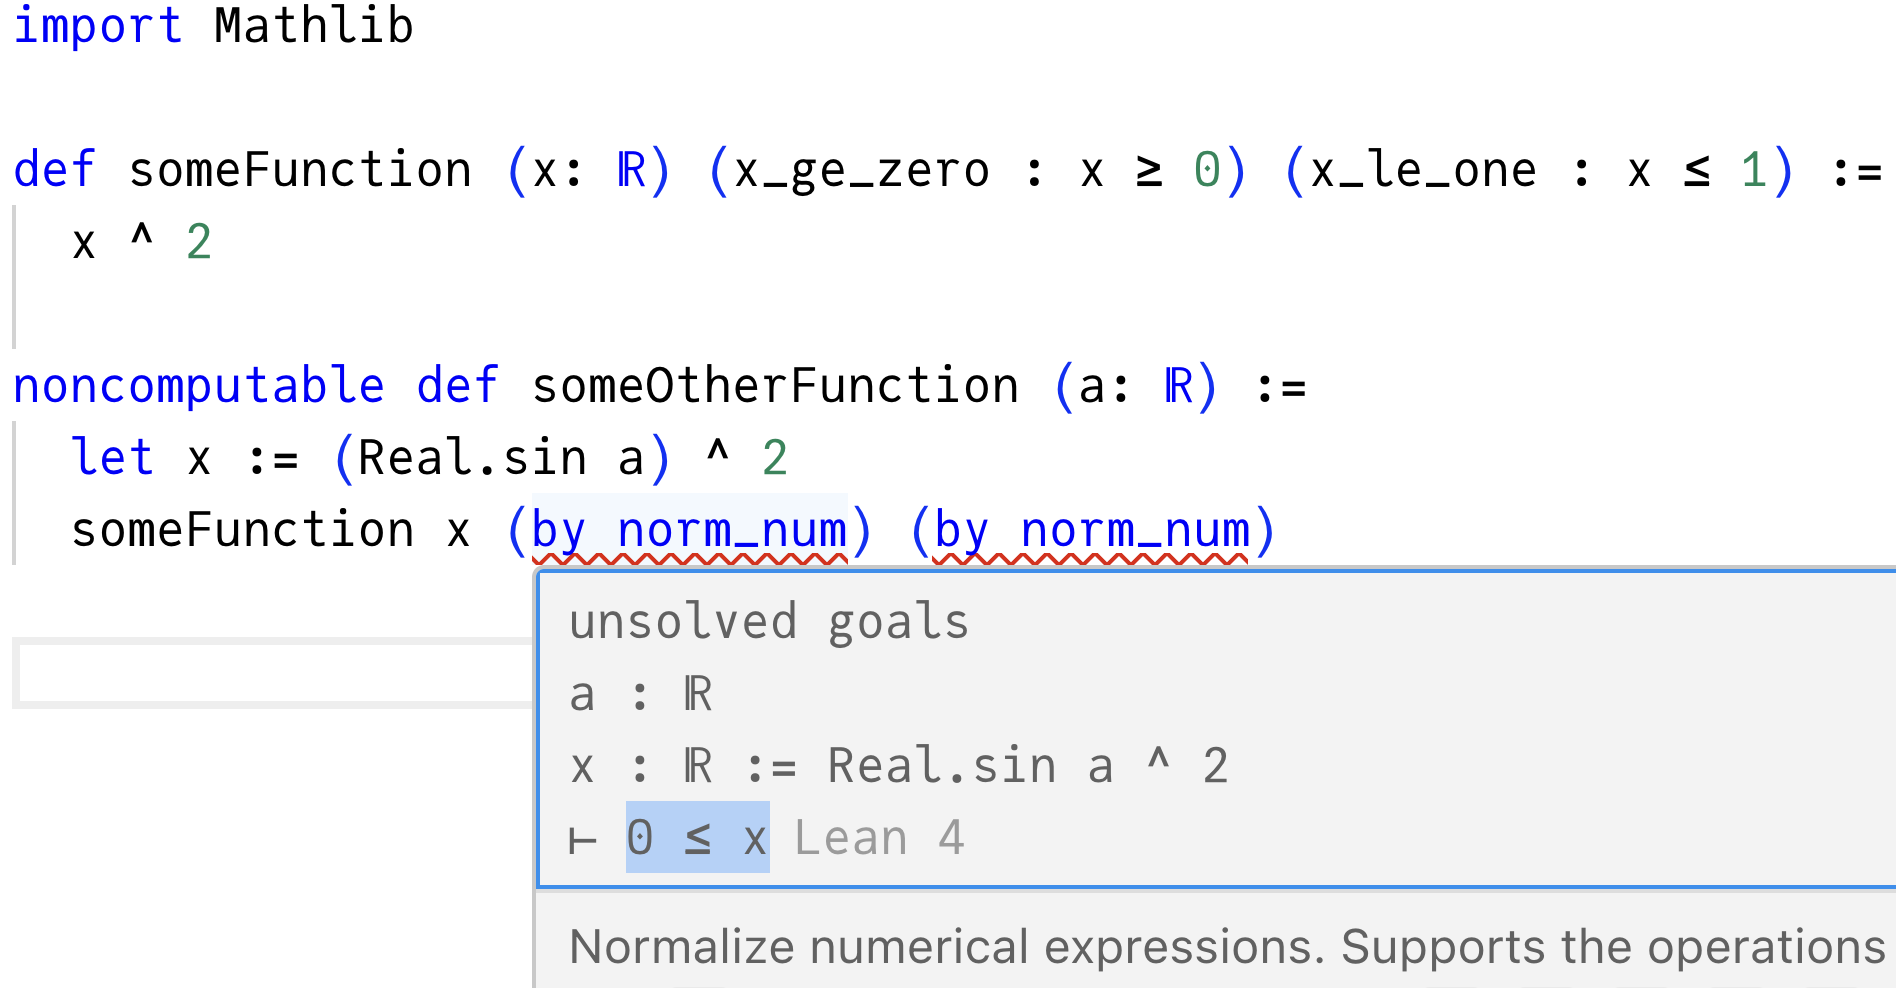 import Mathlib
def someFunction (x: ℝ) (x_ge_zero : x ≥ 0) (x_le_one : x ≤ 1) :=
x ^ 2
noncomputable def someOtherFunction (a: ℝ) :=
let x := (Real.sin a) ^ 2
someFunction x (by norm_num) (by norm_num)
unsolved goals
a : ℝ
x : ℝ := Real.sin a ^ 2
⊢ 0 ≤ x Lean 4
Normalize numerical expressions. Supports the operations